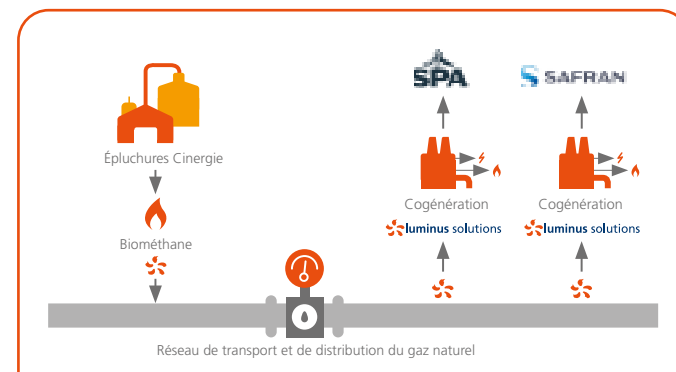 SPA
SAFRAN
Épluchures Cinergie
Cogénération
Cogénération
luminus solutions
luminus solutions
Biométhane
Réseau de transport et de distribution du gaz naturel